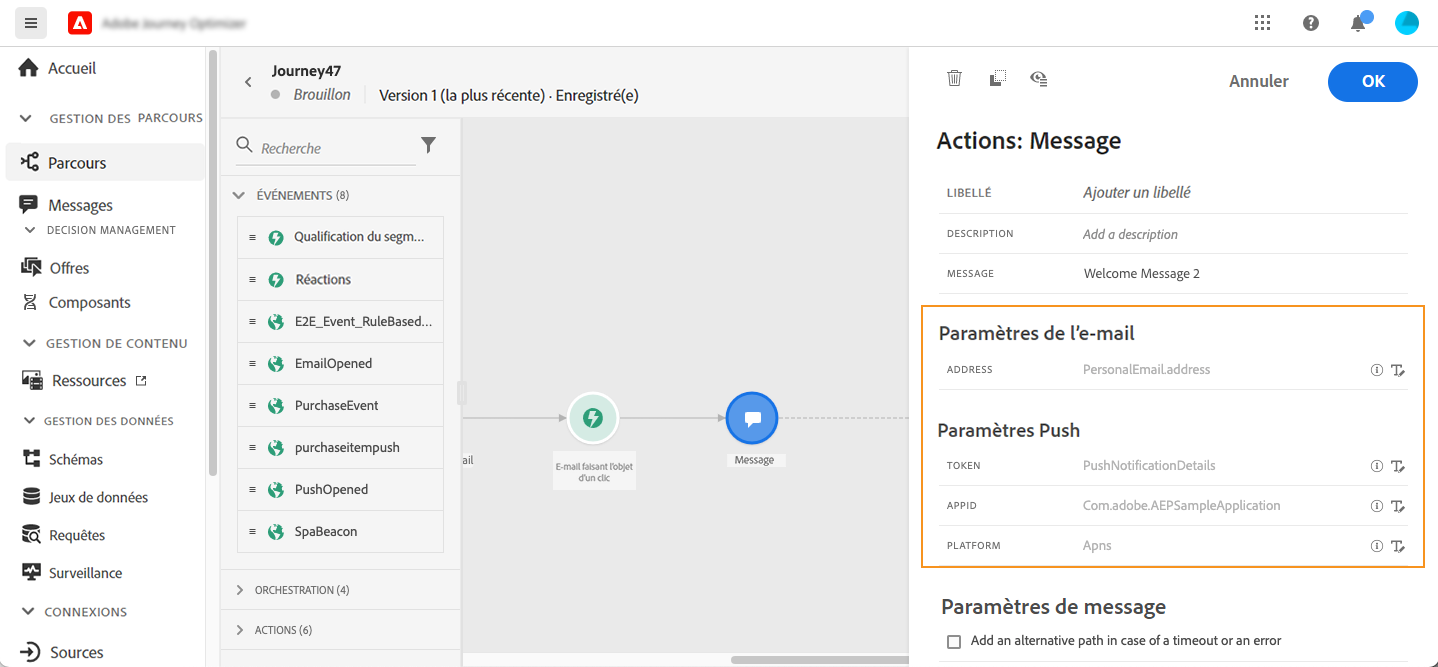 Adobe Journey Optimizer
Accueil
GESTION DES PARCOURS
Parcours
Messages
DECISION MANAGEMENT
Offres
Composants
GESTION DE CONTENU
Ressources
GESTION DES DONNÉES
Schémas
Jeux de données
Requêtes
Surveillance
CONNEXIONS
Sources
Journey47
Brouillon
Version 1 (la plus récente) · Enregistré(e)
Recherche
ÉVÉNEMENTS (8)
Qualification du segm...
Réactions
E2E_Event_RuleBased...
EmailOpened
PurchaseEvent
purchaseitempush
PushOpened
SpaBeacon
ORCHESTRATION (4)
ACTIONS (6)
ail
E-mail faisant l'objet
d'un clic
Message
Annuler
OK
Actions: Message
LIBELLÉ Ajouter un libellé
DESCRIPTION Add a description
MESSAGE Welcome Message 2
Paramètres de l'e-mail
ADDRESS PersonalEmail.address
Paramètres Push
TOKEN PushNotificationDetails
APPID Com.adobe.AEPSampleApplication
PLATFORM Apns
Paramètres de message
Add an alternative path in case of a timeout or an error